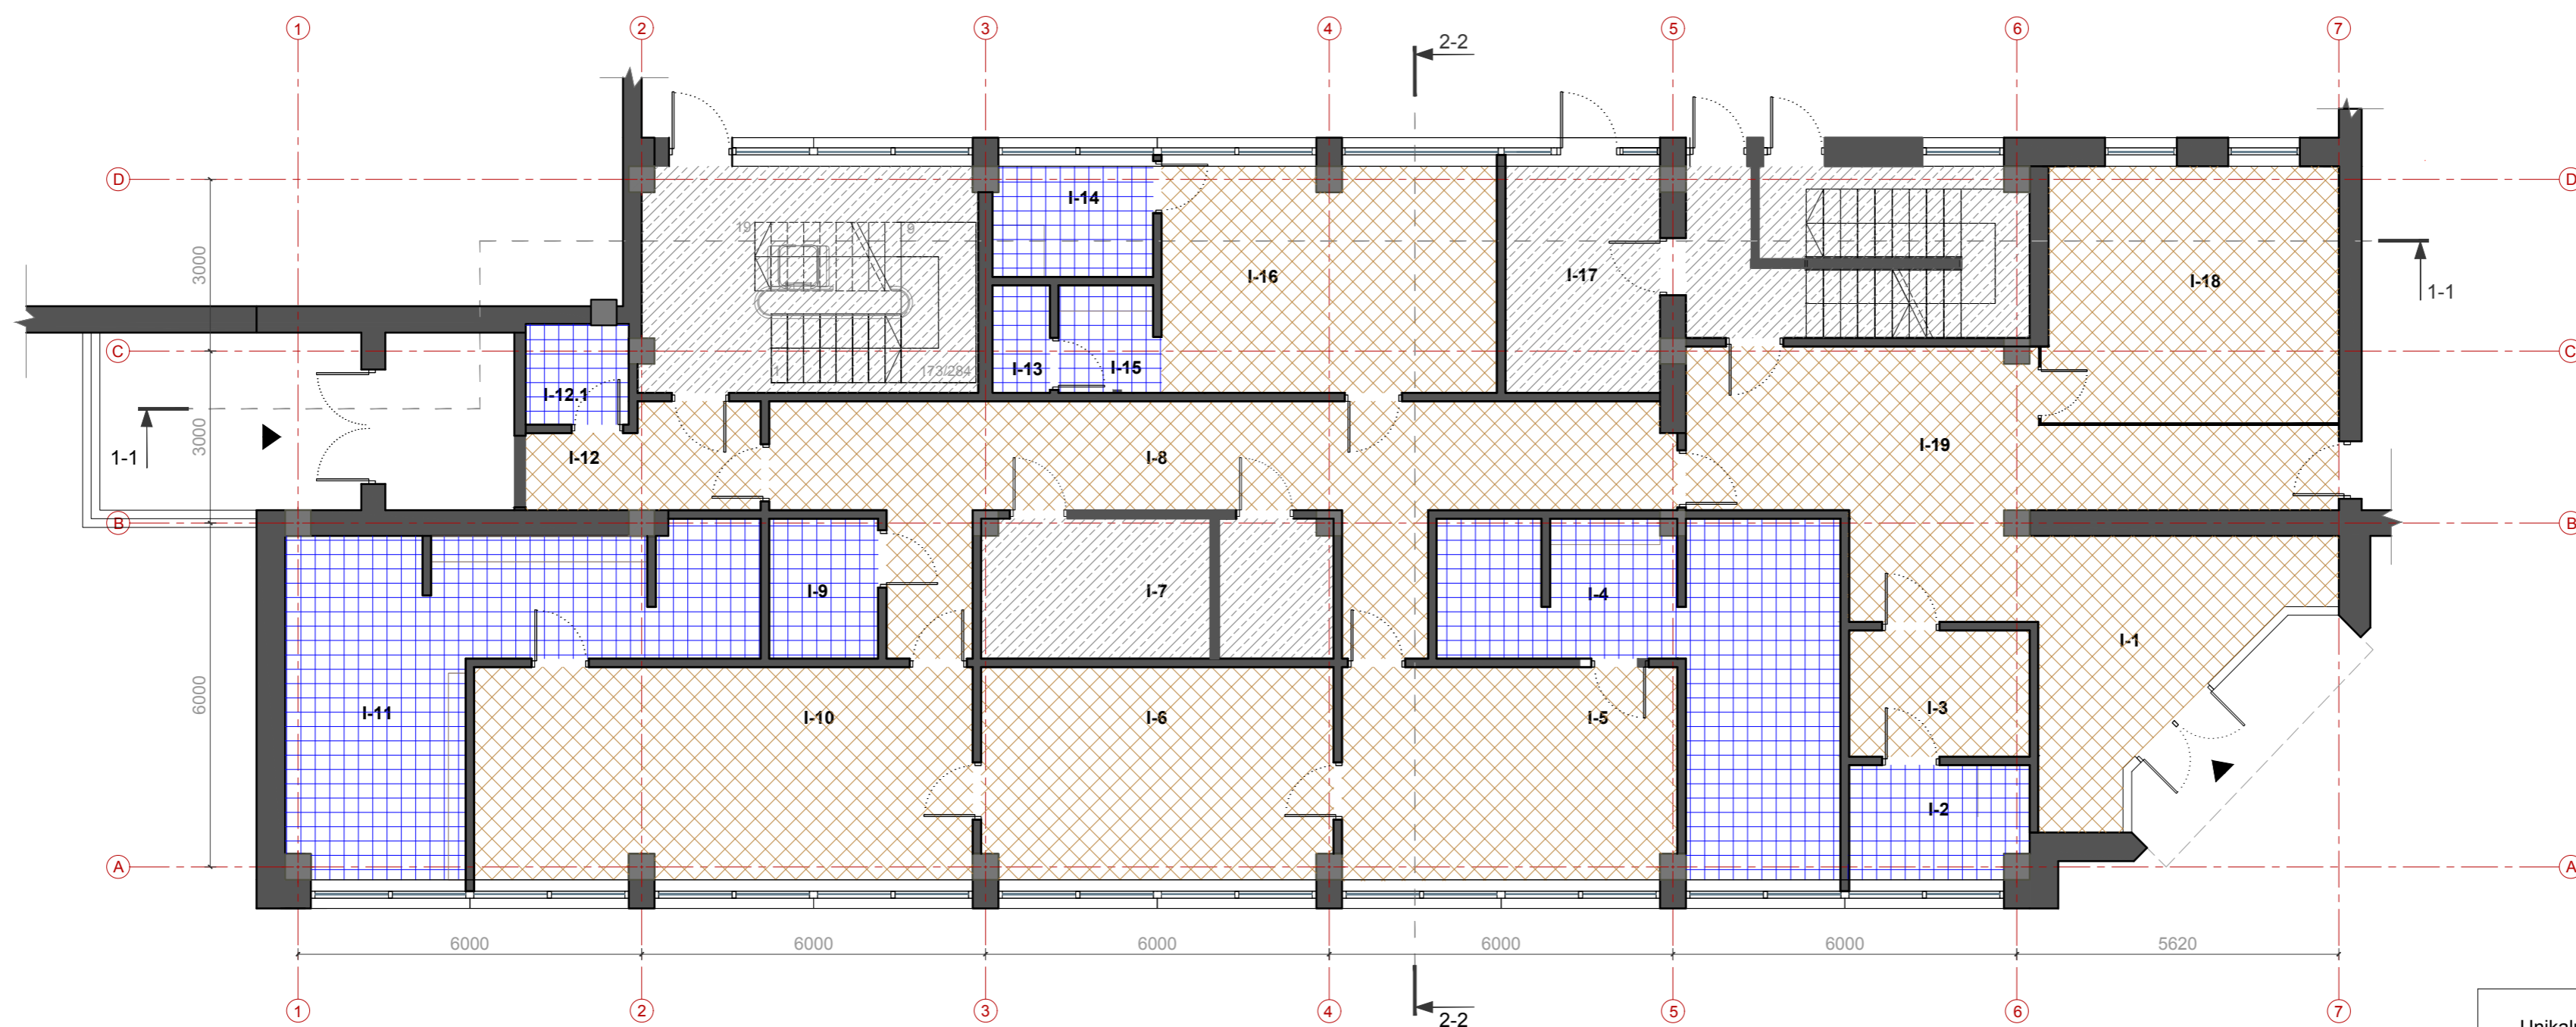 1 2 3 4 5 6 7
2-2
D D
I-14
19 9
3000
I-16 I-17 I-18
1-1
C C
I-13 I-15
1 173/284
I-12.1
3000
I-19
1-1 I-12 I-8
B B
I-9 I-7 I-4
I-1
6000
I-11 I-10 I-6 I-5 I-3
I-2
A A
6000 6000 6000 6000 6000 5620
1 2 3 4 5 6 7
2-2